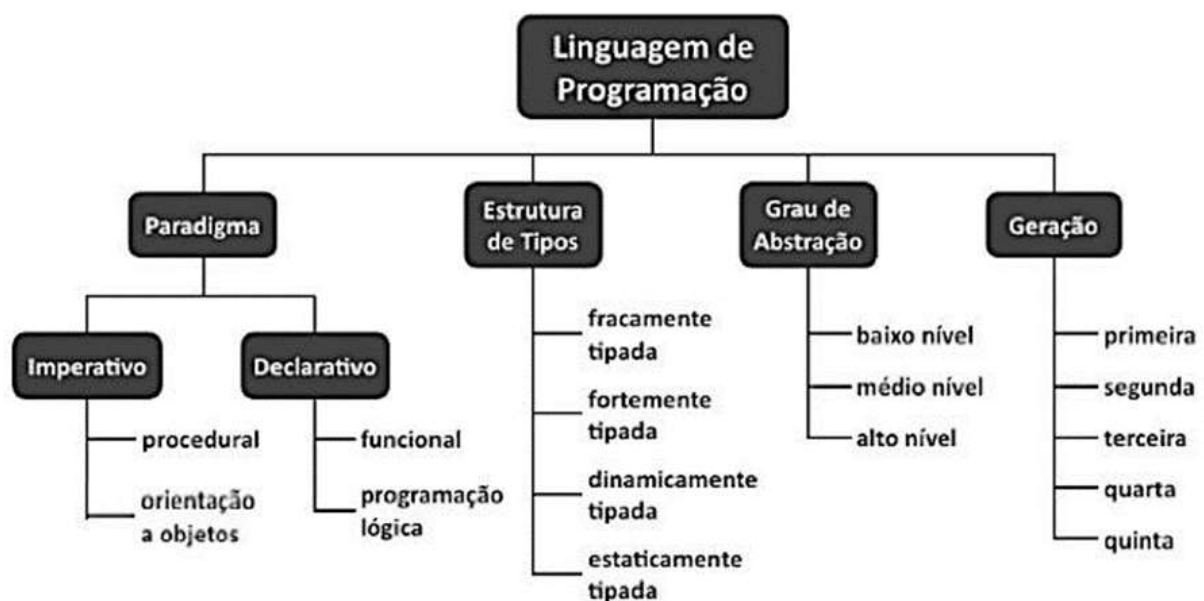 Linguagem de
Programação
Paradigma
Estrutura
de Tipos
Grau de
Abstração
Geração
Imperativo
Declarativo
procedural
orientação
a objetos
funcional
programação
lógica
fracamente
tipada
fortemente
tipada
dinamicamente
tipada
estaticamente
tipada
baixo nível
médio nível
alto nível
primeira
segunda
terceira
quarta
quinta